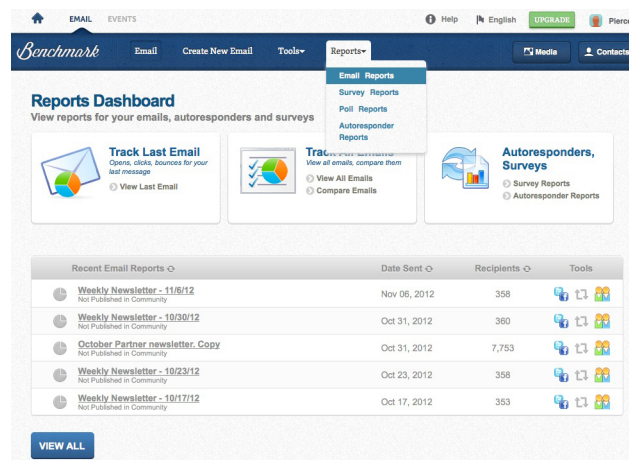 EMAIL EVENTS Help English UPGRADE Pierc
Benchmark Email Create New Email Tools Reports Media Contacts
Email Reports
Survey Reports
Poll Reports
Autoresponder
Reports
Reports Dashboard
View reports for your emails, autoresponders and surveys
Track Last Email
Opens, clicks, bounces for your
last message
View Last Email
View all emails, compare them
View All Emails
Compare Emails
Autoresponders,
Surveys
Survey Reports
Autoresponder Reports
Recent Email Reports Date Sent Recipients Tools
Weekly Newsletter - 11/6/12
Not Published in Community
Nov 06, 2012 358
Weekly Newsletter - 10/30/12
Not Published in Community
Oct 31, 2012 360
October Partner newsletter. Copy
Not Published in Community
Oct 31, 2012 7,753
Weekly Newsletter - 10/23/12
Not Published in Community
Oct 23, 2012 358
Weekly Newsletter - 10/17/12
Not Published in Community
Oct 17, 2012 353
VIEW ALL